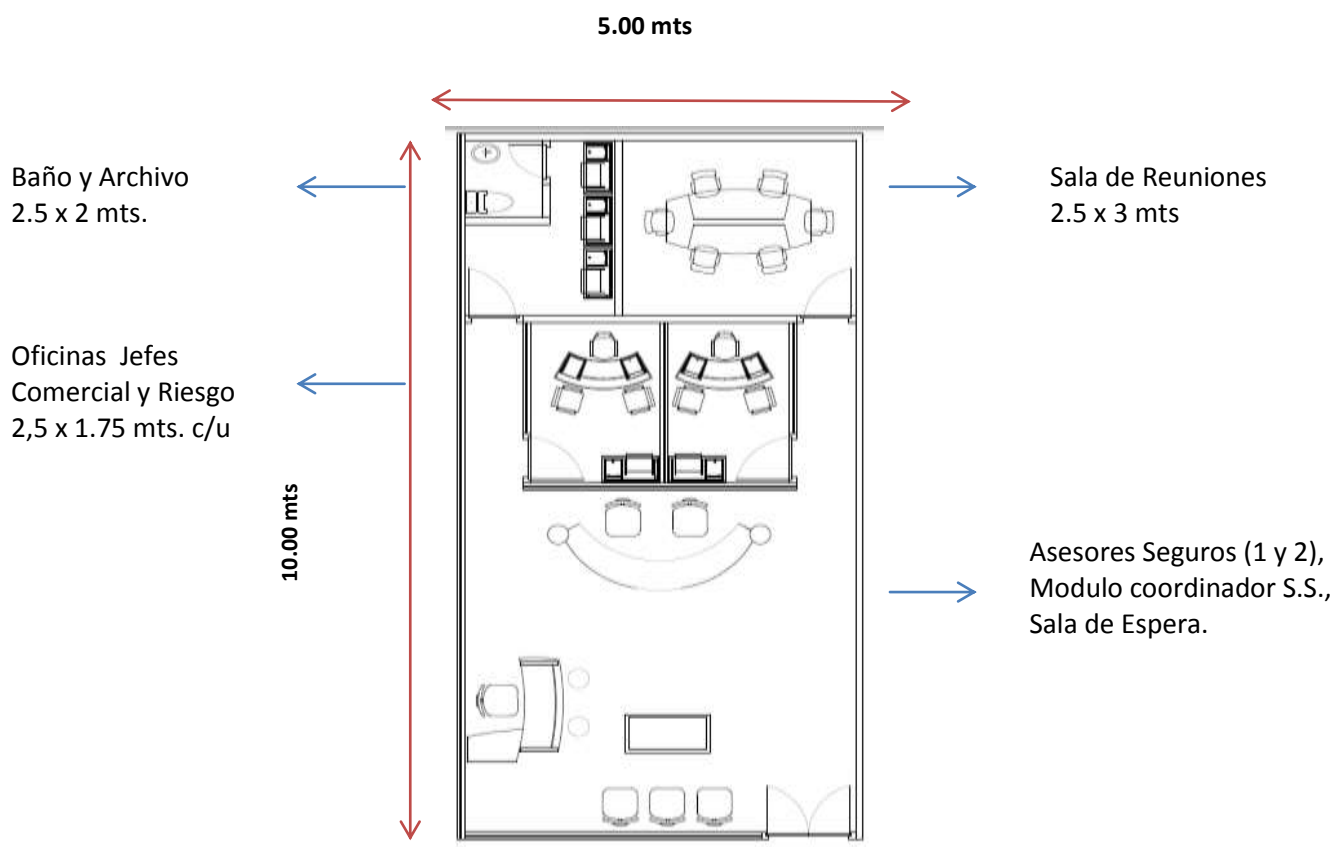 5.00 mts
Baño y Archivo
2.5 x 2 mts.
Sala de Reuniones
2.5 x 3 mts
Oficinas Jefes
Comercial y Riesgo
2,5 x 1.75 mts. c/u
10.00 mts
Asesores Seguros (1 y 2),
Modulo coordinador S.S.,
Sala de Espera.